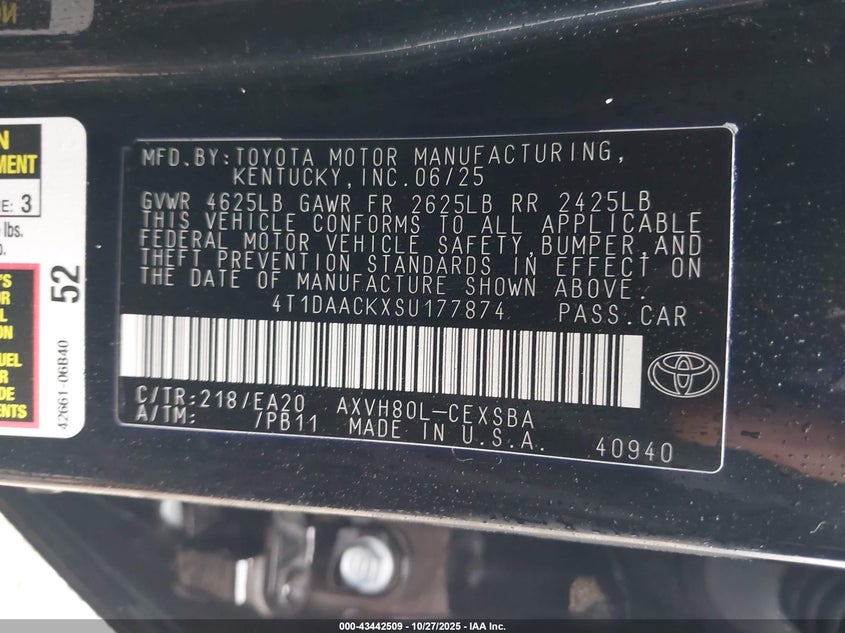 MFD.BY: TOYOTA MOTOR MANUFACTURING,
KENTUCKY, INC. 06/25
GVWR 4625LB GAWR FR 2625LB RR 2425LB
THIS VEHICLE CONFORMS TO ALL APPLICABLE
FEDERAL MOTOR VEHICLE SAFETY, BUMPER, AND
THEFT PREVENTION STANDARDS IN EFFECT ON
THE DATE OF MANUFACTURE SHOWN ABOVE.
4T1DAACKXSU177874 PASS.CAR
C/TR: 218/EA20 AXVH80L-CEXSBA
A/TM: /PB11 MADE IN U.S.A. 40940
3
lbs.
52
42661-06B40
000-43442509 - 10/27/2025 - IAA Inc.